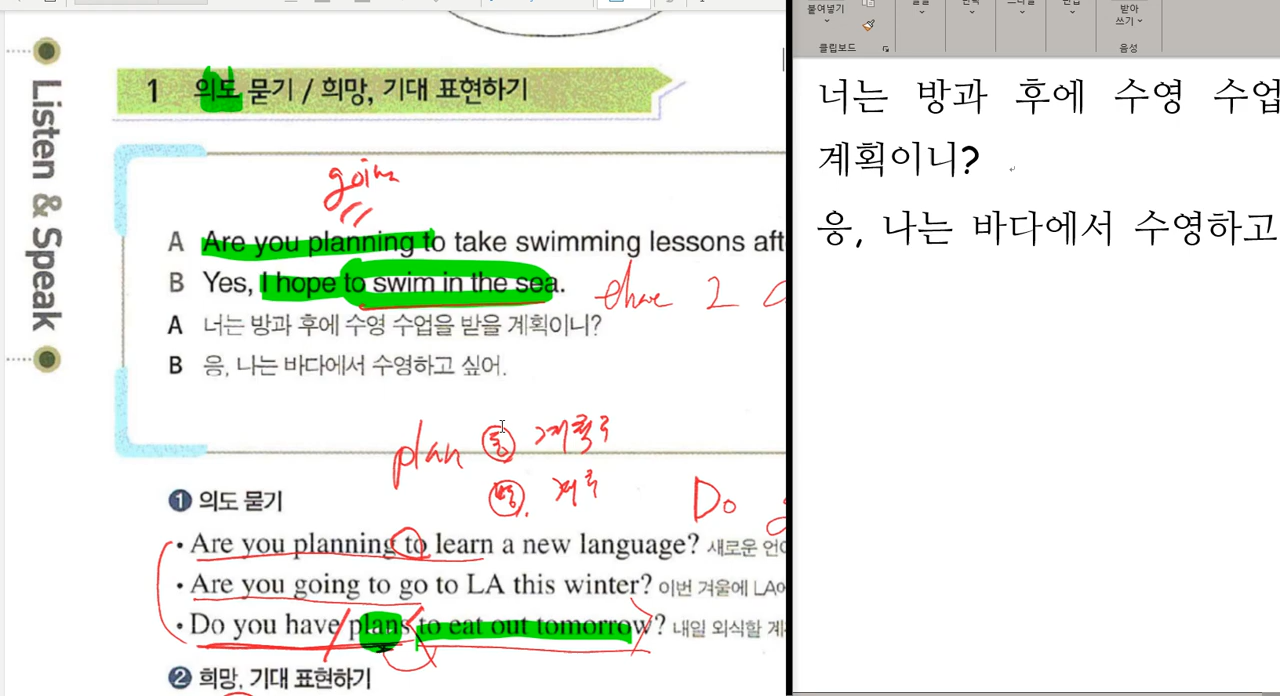 붙여넣기
받아
쓰기
클립보드
음성
Listen & Speak
1 의도 묻기 / 희망, 기대 표현하기
going
A Are you planning to take swimming lessons aft
B Yes, I hope to swim in the sea.
A 너는 방과 후에 수영 수업을 받을 계획이니?
B 응, 나는 바다에서 수영하고 싶어.
plan 동
명
Do
1 의도 묻기
• Are you planning to learn a new language? 새로운 언어
• Are you going to go to LA this winter? 이번 겨울에 LA에
• Do you have plans to eat out tomorrow? 내일 외식할 계
2 희망, 기대 표현하기
너는 방과 후에 수영 수업
계획이니?
응, 나는 바다에서 수영하고